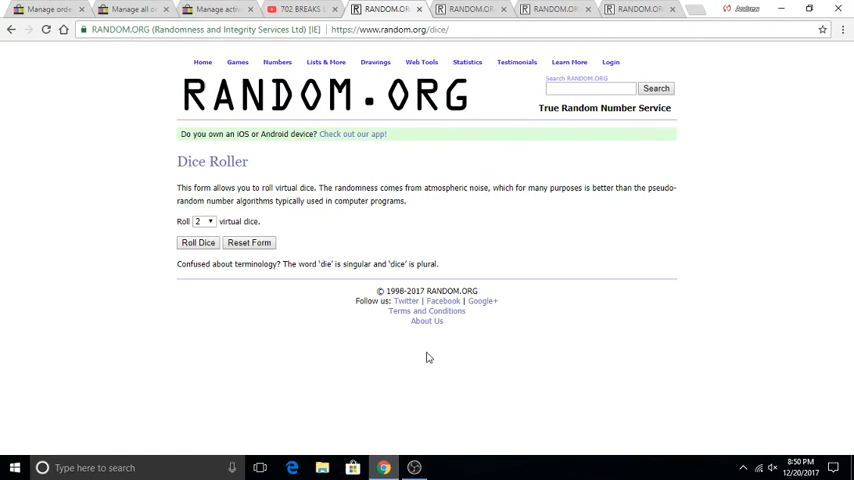 Manage orde
Manage all o
Manage activ
702 BREAKS
RANDOM.OR
RANDOM.OR
RANDOM.OR
RANDOM.OR
Andrew
RANDOM.ORG (Randomness and Integrity Services Ltd) [IE]
https://www.random.org/dice/
Home Games Numbers Lists & More Drawings Web Tools Statistics Testimonials Learn More Login
RANDOM.ORG
Search RANDOM.ORG
Search
True Random Number Service
Do you own an iOS or Android device? Check out our app!
Dice Roller
This form allows you to roll virtual dice. The randomness comes from atmospheric noise, which for many purposes is better than the pseudo-
random number algorithms typically used in computer programs.
Roll 2 virtual dice.
Roll Dice Reset Form
Confused about terminology? The word 'die' is singular and 'dice' is plural.
© 1998-2017 RANDOM.ORG
Follow us: Twitter | Facebook | Google+
Terms and Conditions
About Us
Type here to search
8:50 PM
12/20/2017